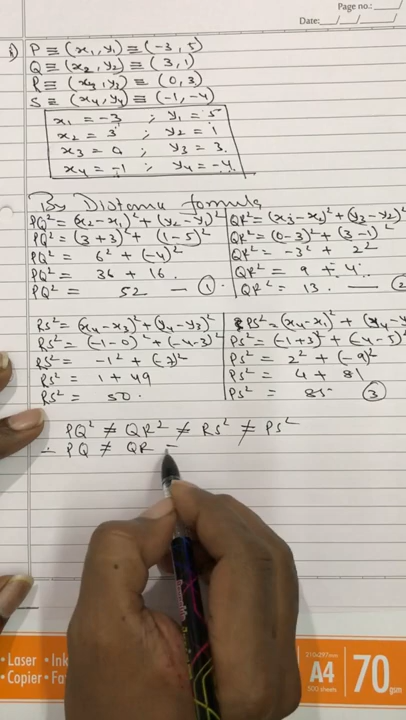 Page no.:
Date:
P ≡ (x₁, y₁) ≡ (-3, 5)
Q ≡ (x₂, y₂) ≡ (3, 1)
R ≡ (x₃, y₃) ≡ (0, 3)
S ≡ (x₄, y₄) ≡ (-1, -4)
x₁ = -3 ; y₁ = 5
x₂ = 3 ; y₂ = 1
x₃ = 0 ; y₃ = 3.
x₄ = -1 ; y₄ = -4
By Distance formula
PQ² = (x₂-x₁)² + (y₂-y₁)²
PQ² = (3+3)² + (1-5)²
PQ² = 6² + (-4)²
PQ² = 36 + 16.
PQ² = 52 — ①.
QR² = (x₃-x₂)² + (y₃-y₂)²
QR² = (0-3)² + (3-1)²
QR² = -3² + 2²
QR² = 9 + 4.
QR² = 13. — ②
RS² = (x₄-x₃)² + (y₄-y₃)²
RS² = (-1-0)² + (-4-3)²
RS² = -1² + (-7)²
RS² = 1 + 49
RS² = 50.
PS² = (x₄-x₁)² + (y₄-y
PS² = (-1+3)² + (-4-5)²
PS² = 2² + (-9)²
PS² = 4 + 81
PS² = 85 ③
PQ² ≠ QR² ≠ RS² ≠ PS²
∴ PQ ≠ QR
• Laser • Ink
• Copier • Fa
210x297mm
A4
500 sheets
70 gsm